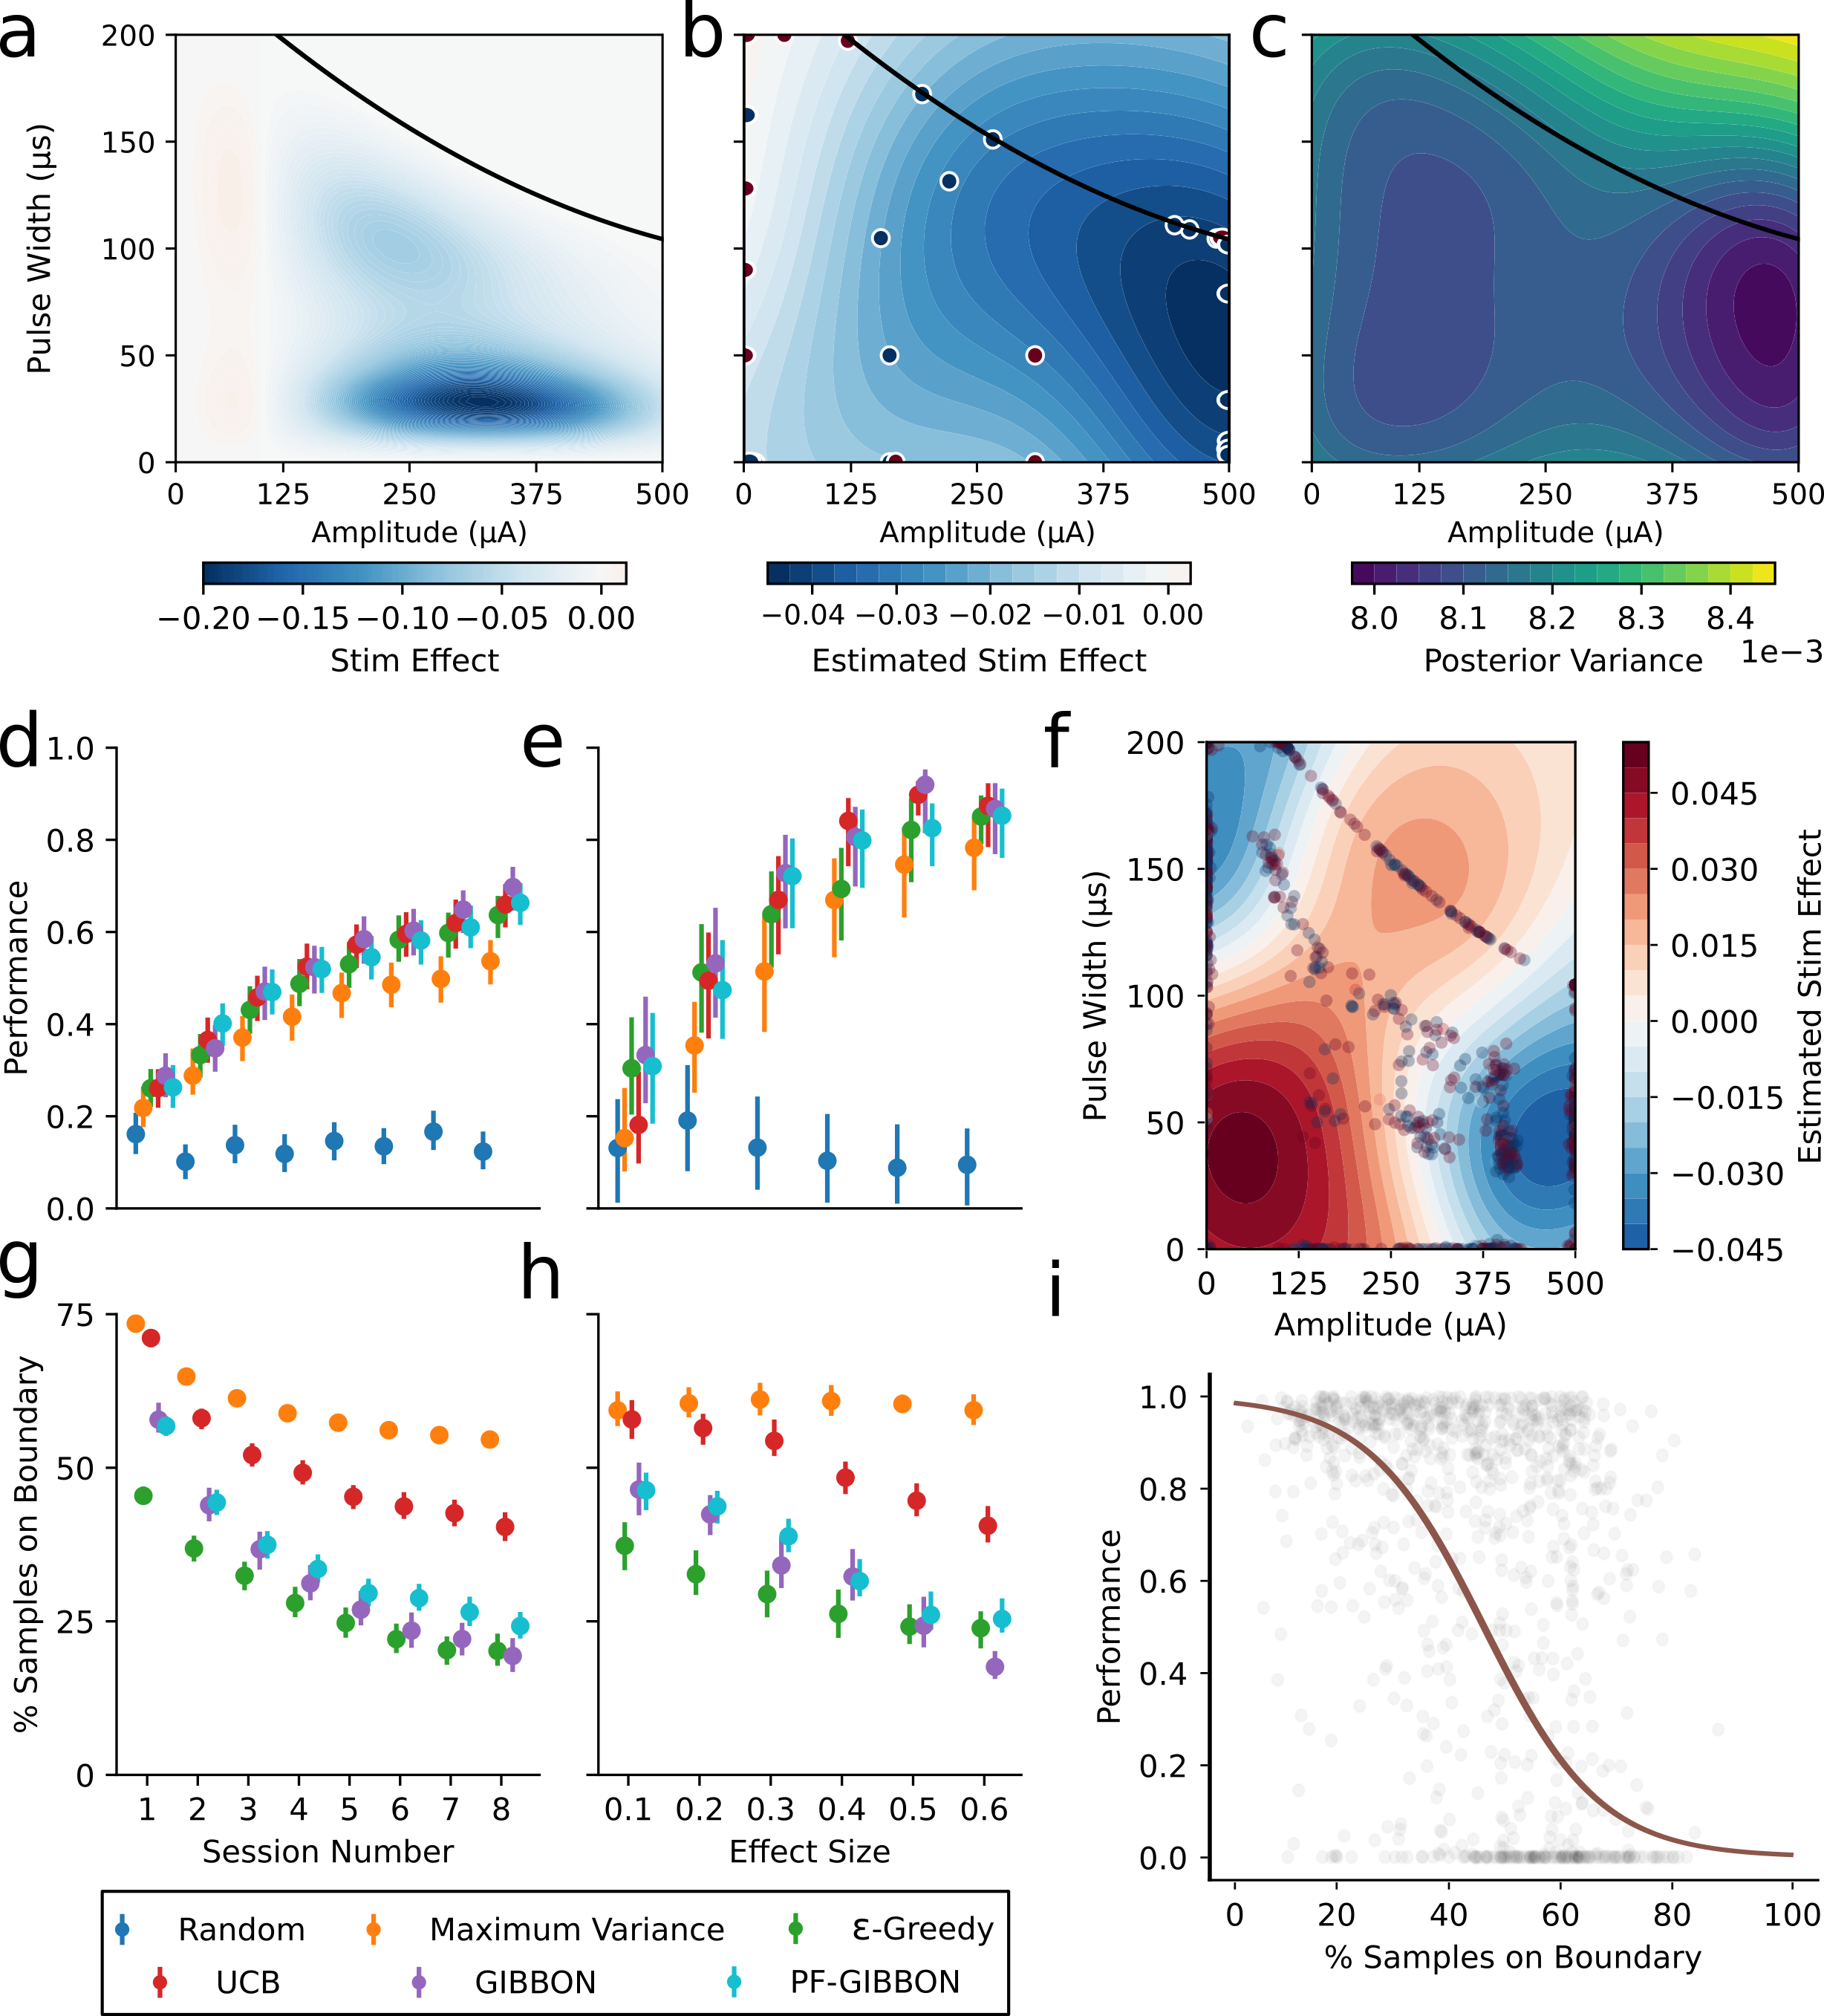 a
200
150
100
50
0
Pulse Width (μs)
0 125 250 375 500
Amplitude (μA)
−0.20 −0.15 −0.10 −0.05 0.00
Stim Effect
b
0 125 250 375 500
Amplitude (μA)
−0.04 −0.03 −0.02 −0.01 0.00
Estimated Stim Effect
c
0 125 250 375 500
Amplitude (μA)
8.0 8.1 8.2 8.3 8.4
1e−3
Posterior Variance
d
1.0
0.8
0.6
0.4
0.2
0.0
Performance
e
f
200
150
100
50
0
Pulse Width (μs)
0 125 250 375 500
Amplitude (μA)
0.045
0.030
0.015
0.000
−0.015
−0.030
−0.045
Estimated Stim Effect
g
75
50
25
0
% Samples on Boundary
1 2 3 4 5 6 7 8
Session Number
h
0.1 0.2 0.3 0.4 0.5 0.6
Effect Size
i
1.0
0.8
0.6
0.4
0.2
0.0
Performance
0 20 40 60 80 100
% Samples on Boundary
Random Maximum Variance ε-Greedy
UCB GIBBON PF-GIBBON